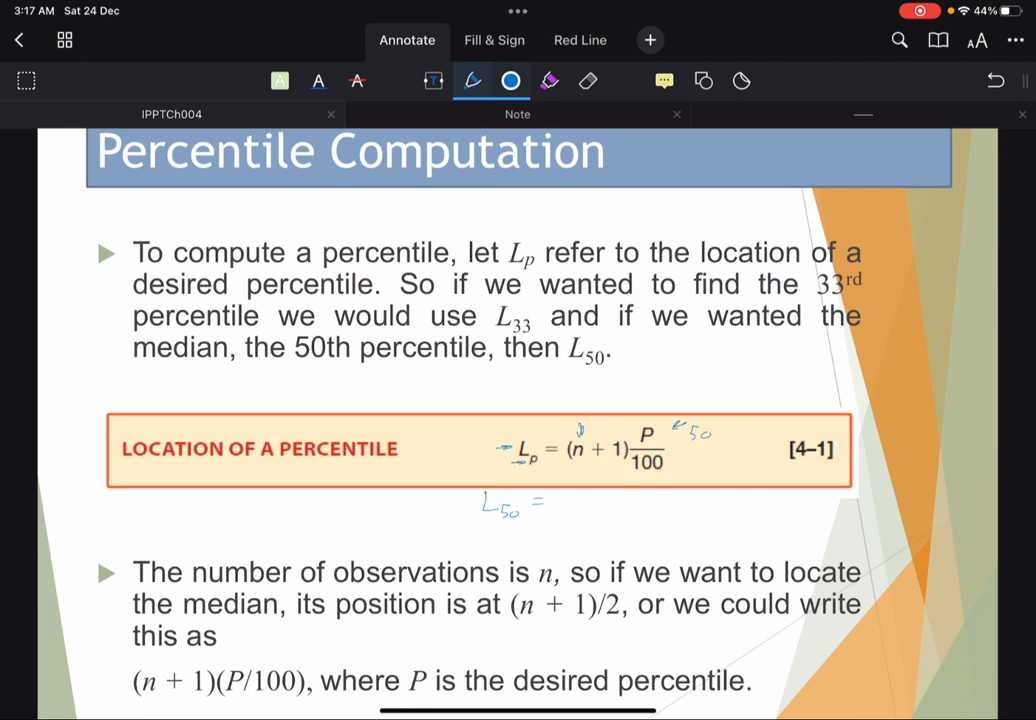 3:17 AM Sat 24 Dec
44%
Annotate Fill & Sign Red Line +
AA
A A A T
IPPTCh004 Note
Percentile Computation
To compute a percentile, let Lp refer to the location of a
desired percentile. So if we wanted to find the 33rd
percentile we would use L33 and if we wanted the
median, the 50th percentile, then L50.
LOCATION OF A PERCENTILE Lp = (n + 1) P/100 [4–1]
50
L50 =
The number of observations is n, so if we want to locate
the median, its position is at (n + 1)/2, or we could write
this as
(n + 1)(P/100), where P is the desired percentile.